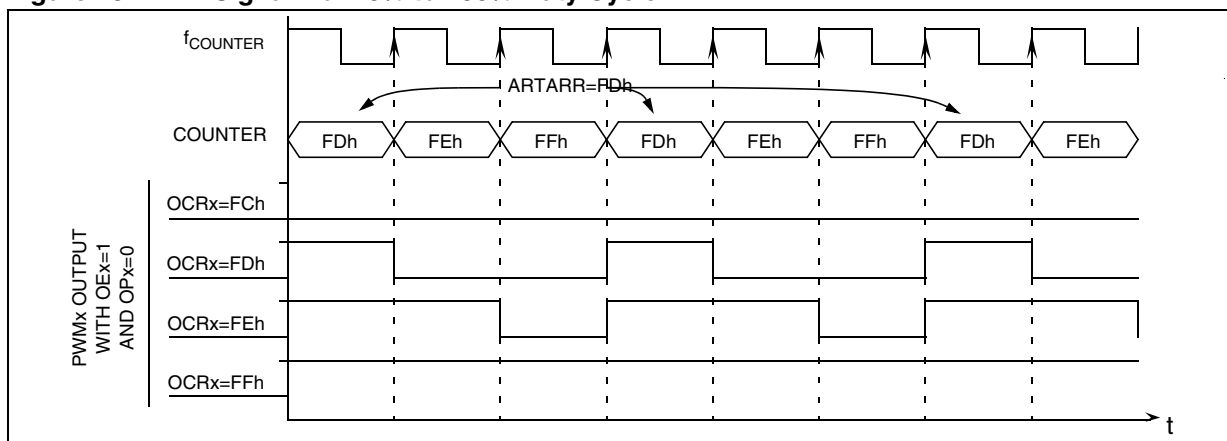 fCOUNTER
ARTARR=FDh
COUNTER
FDh FEh FFh FDh FEh FFh FDh FEh
PWMx OUTPUT
WITH OEx=1
AND OPx=0
OCRx=FCh
OCRx=FDh
OCRx=FEh
OCRx=FFh
t